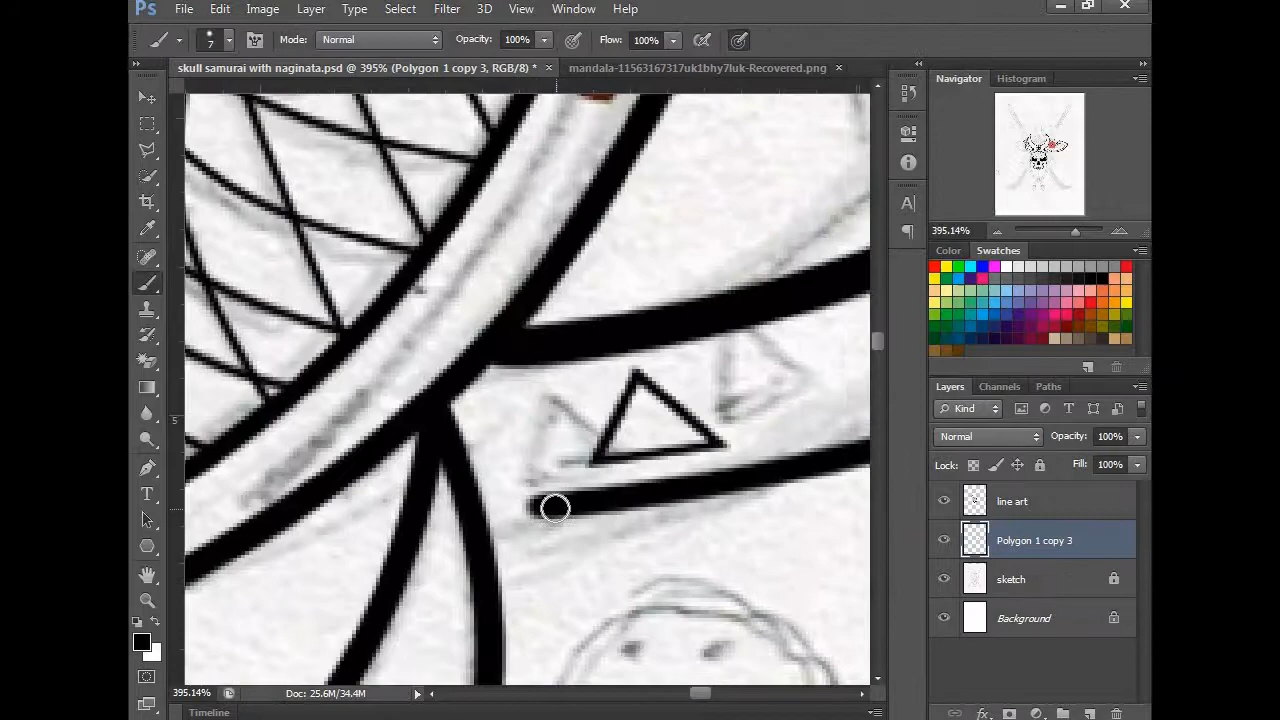 Ps File Edit Image Layer Type Select Filter 3D View Window Help
7 Mode: Normal Opacity: 100% Flow: 100%
skull samurai with naginata.psd @ 395% (Polygon 1 copy 3, RGB/8) * × mandala-11563167317uk1bhy7luk-Recovered.png ×
Navigator Histogram
395.14%
Color Swatches
Layers Channels Paths
Kind
Normal Opacity: 100%
Lock: Fill: 100%
line art
Polygon 1 copy 3
sketch
Background
5
395.14% Doc: 25.6M/34.4M
Timeline
fx